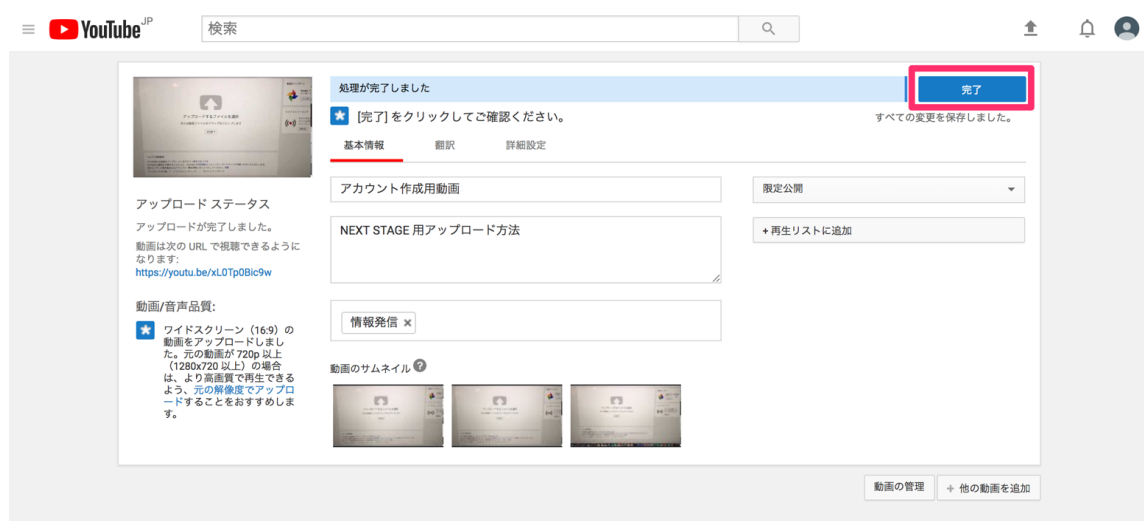 YouTube JP
検索
処理が完了しました
完了
[完了] をクリックしてご確認ください。
すべての変更を保存しました。
基本情報 翻訳 詳細設定
アカウント作成用動画
限定公開
NEXT STAGE 用アップロード方法
+ 再生リストに追加
アップロード ステータス
アップロードが完了しました。
動画は次の URL で視聴できるように
なります:
https://youtu.be/xL0Tp0Bic9w
動画/音声品質:
ワイドスクリーン（16:9）の
動画をアップロードしまし
た。元の動画が 720p 以上
（1280x720 以上）の場合
は、より高画質で再生できる
よう、元の解像度でアップロ
ードすることをおすすめしま
す。
情報発信 ×
動画のサムネイル ?
動画の管理
+ 他の動画を追加